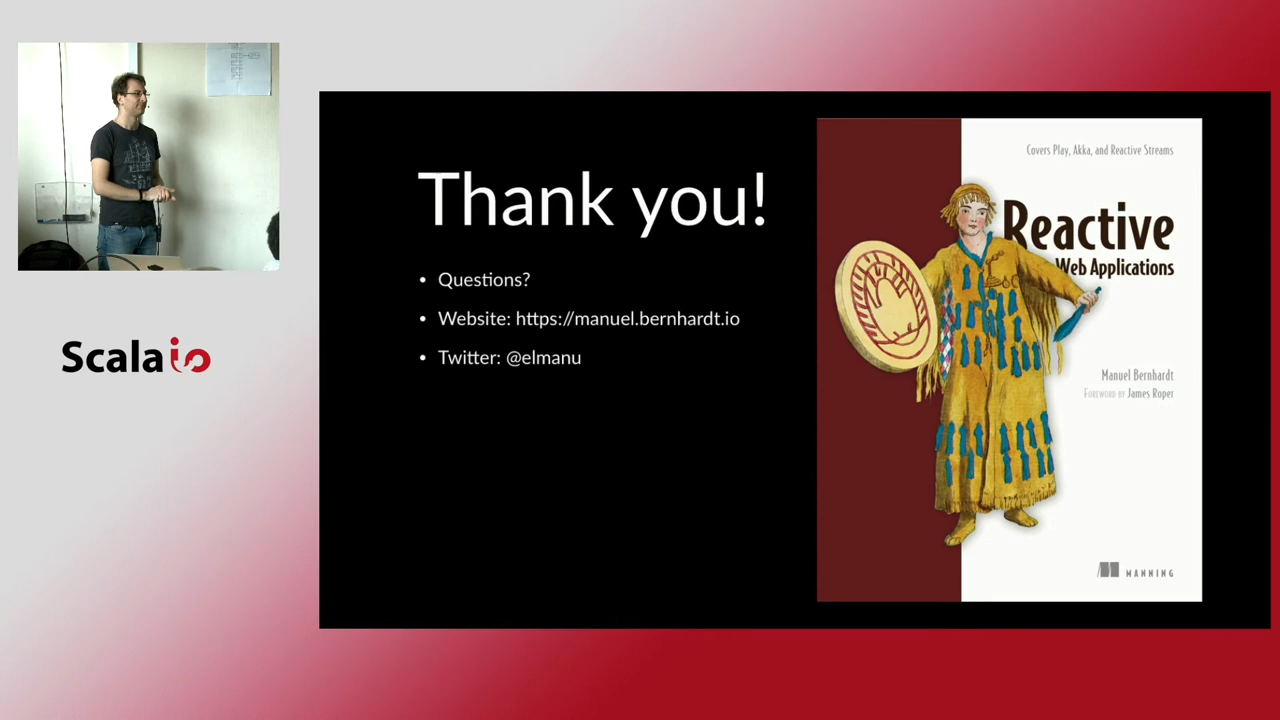 Scala io
Thank you!
• Questions?
• Website: https://manuel.bernhardt.io
• Twitter: @elmanu
Covers Play, Akka, and Reactive Streams
Reactive
Web Applications
Manuel Bernhardt
FOREWORD BY James Roper
MANNING